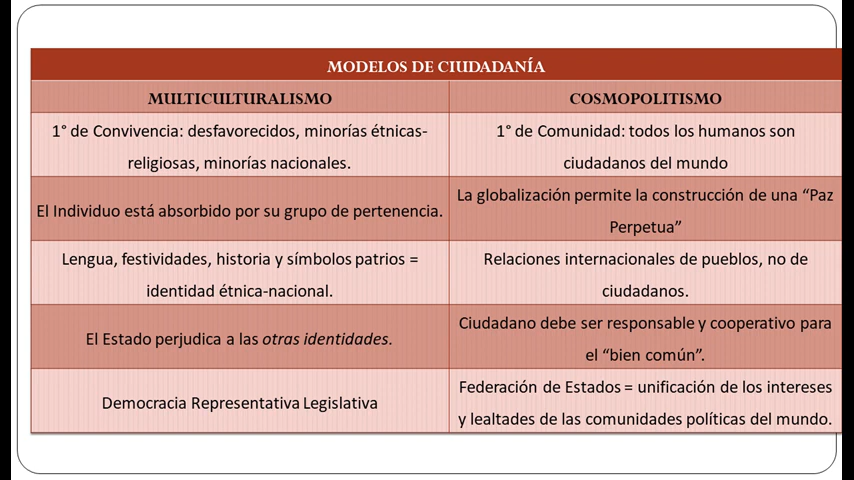 MODELOS DE CIUDADANÍA
MULTICULTURALISMO
COSMOPOLITISMO
1° de Convivencia: desfavorecidos, minorías étnicas-
religiosas, minorías nacionales.
1° de Comunidad: todos los humanos son
ciudadanos del mundo
El Individuo está absorbido por su grupo de pertenencia.
La globalización permite la construcción de una “Paz
Perpetua”
Lengua, festividades, historia y símbolos patrios =
identidad étnica-nacional.
Relaciones internacionales de pueblos, no de
ciudadanos.
El Estado perjudica a las otras identidades.
Ciudadano debe ser responsable y cooperativo para
el “bien común”.
Democracia Representativa Legislativa
Federación de Estados = unificación de los intereses
y lealtades de las comunidades políticas del mundo.